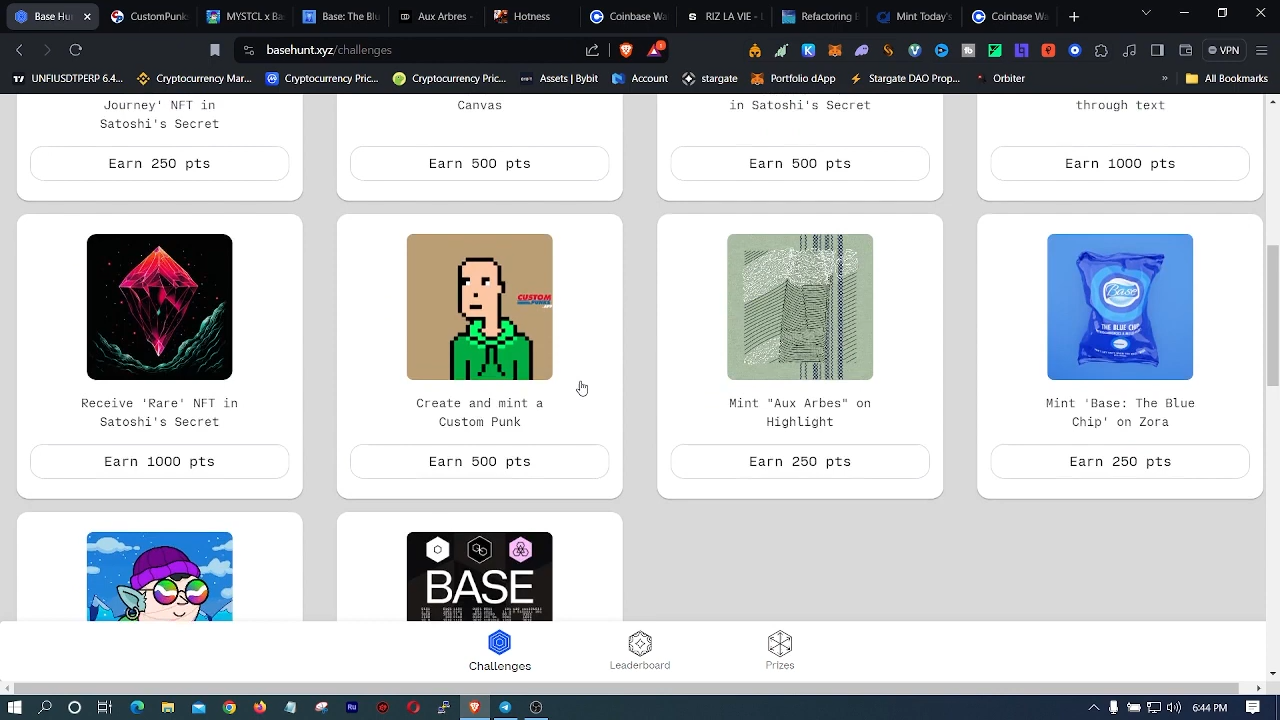 Base Hu
CustomPunk
MYSTCL x Ba
Base: The Blu
Aux Arbes -
Hotness
Coinbase Wa
RIZ LA VIE - L
Refactoring B
Mint Today's
Coinbase Wa
basehunt.xyz/challenges
VPN
UNFIUSDTPERP 6.4...
Cryptocurrency Mar...
Cryptocurrency Pric...
Cryptocurrency Pric...
Assets | Bybit
Account
stargate
Portfolio dApp
Stargate DAO Prop...
Orbiter
»
All Bookmarks
Journey' NFT in
Satoshi's Secret
Canvas
in Satoshi's Secret
through text
Earn 250 pts
Earn 500 pts
Earn 500 pts
Earn 1000 pts
CUSTOM
Base
THE BLUE CHIP
Receive 'Rare' NFT in
Satoshi's Secret
Create and mint a
Custom Punk
Mint "Aux Arbes" on
Highlight
Mint 'Base: The Blue
Chip' on Zora
Earn 1000 pts
Earn 500 pts
Earn 250 pts
Earn 250 pts
BASE
Challenges
Leaderboard
Prizes
6:44 PM